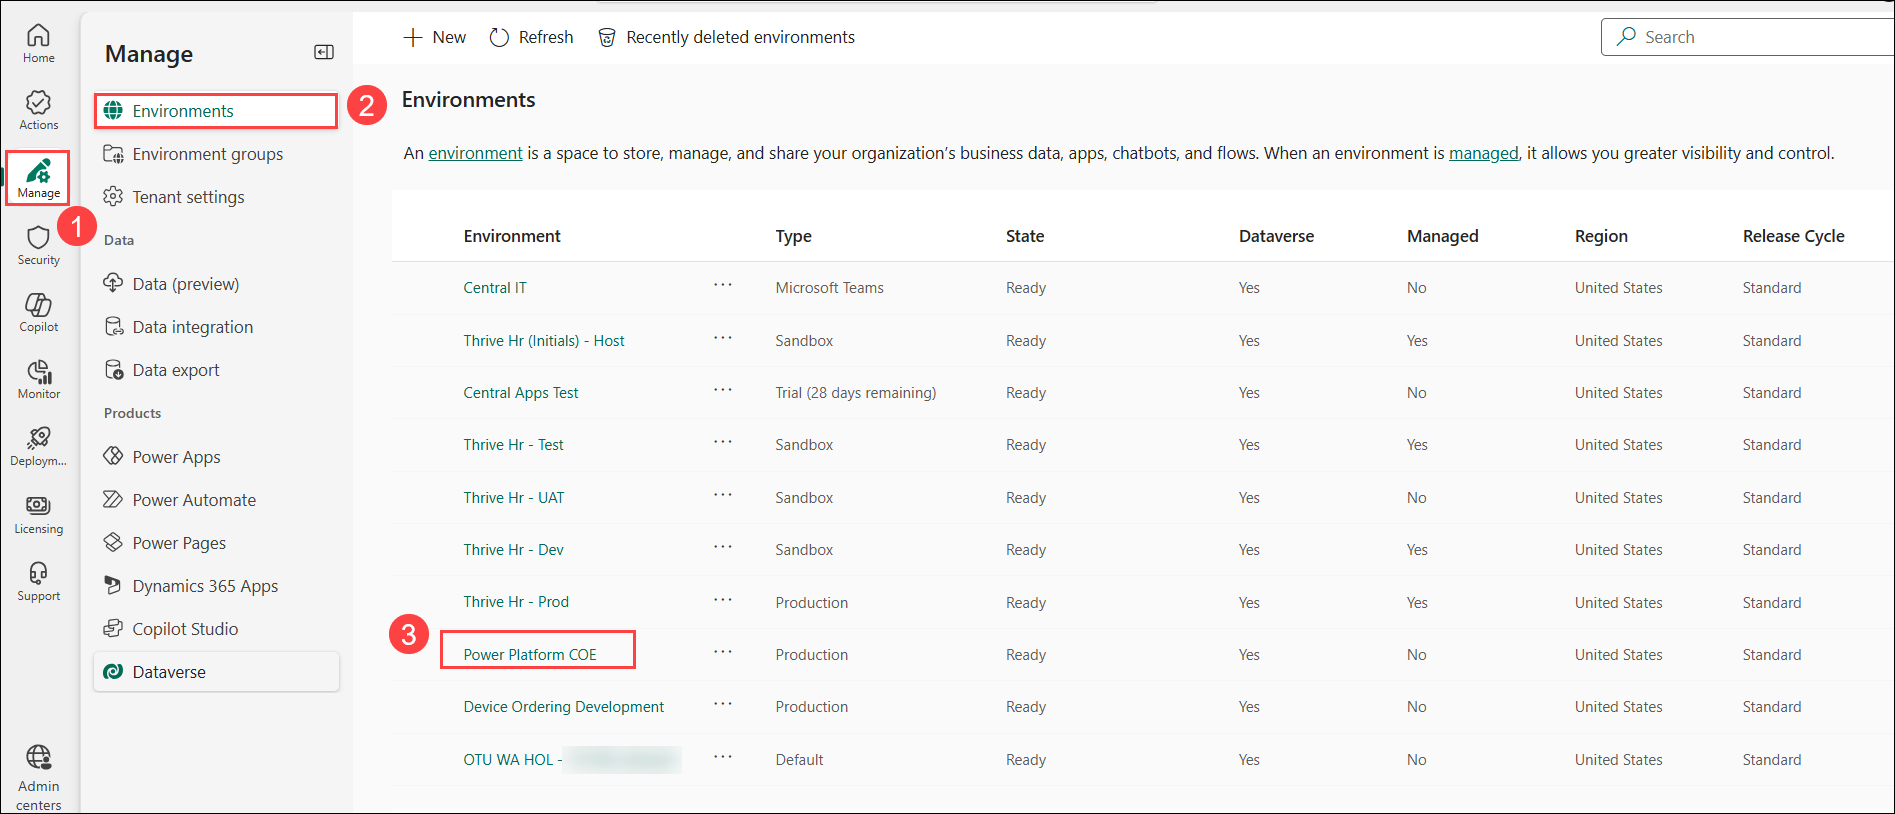 Home
Actions
Manage
1
Security
Copilot
Monitor
Deploym...
Licensing
Support
Admin
centers
Manage
Environments
2
Environment groups
Tenant settings
Data
Data (preview)
Data integration
Data export
Products
Power Apps
Power Automate
Power Pages
Dynamics 365 Apps
Copilot Studio
Dataverse
New Refresh Recently deleted environments Search
Environments
An environment is a space to store, manage, and share your organization's business data, apps, chatbots, and flows. When an environment is managed, it allows you greater visibility and control.
Environment Type State Dataverse Managed Region Release Cycle
Central IT ... Microsoft Teams Ready Yes No United States Standard
Thrive Hr (Initials) - Host ... Sandbox Ready Yes Yes United States Standard
Central Apps Test ... Trial (28 days remaining) Ready Yes No United States Standard
Thrive Hr - Test ... Sandbox Ready Yes Yes United States Standard
Thrive Hr - UAT ... Sandbox Ready Yes No United States Standard
Thrive Hr - Dev ... Sandbox Ready Yes Yes United States Standard
Thrive Hr - Prod ... Production Ready Yes Yes United States Standard
3 Power Platform COE ... Production Ready Yes No United States Standard
Device Ordering Development ... Production Ready Yes No United States Standard
OTU WA HOL - ... Default Ready Yes No United States Standard